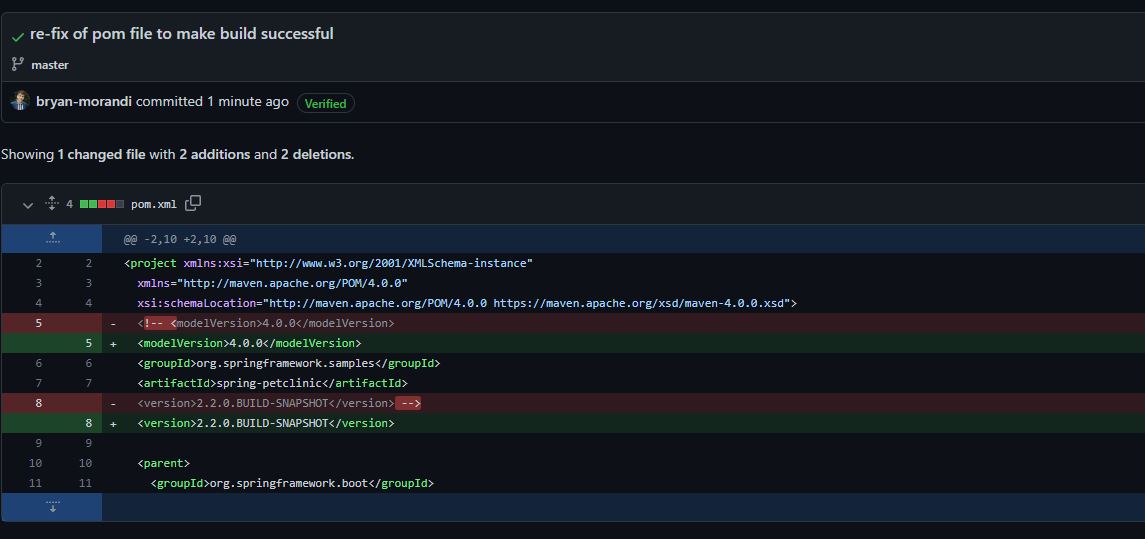 re-fix of pom file to make build successful
master
bryan-morandi committed 1 minute ago Verified
Showing 1 changed file with 2 additions and 2 deletions.
4 pom.xml
@@ -2,10 +2,10 @@
2 2 <project xmlns:xsi="http://www.w3.org/2001/XMLSchema-instance"
3 3 xmlns="http://maven.apache.org/POM/4.0.0"
4 4 xsi:schemaLocation="http://maven.apache.org/POM/4.0.0 https://maven.apache.org/xsd/maven-4.0.0.xsd">
5 - <!-- <modelVersion>4.0.0</modelVersion>
5 + <modelVersion>4.0.0</modelVersion>
6 6 <groupId>org.springframework.samples</groupId>
7 7 <artifactId>spring-petclinic</artifactId>
8 - <version>2.2.0.BUILD-SNAPSHOT</version> -->
8 + <version>2.2.0.BUILD-SNAPSHOT</version>
9 9
10 10 <parent>
11 11 <groupId>org.springframework.boot</groupId>